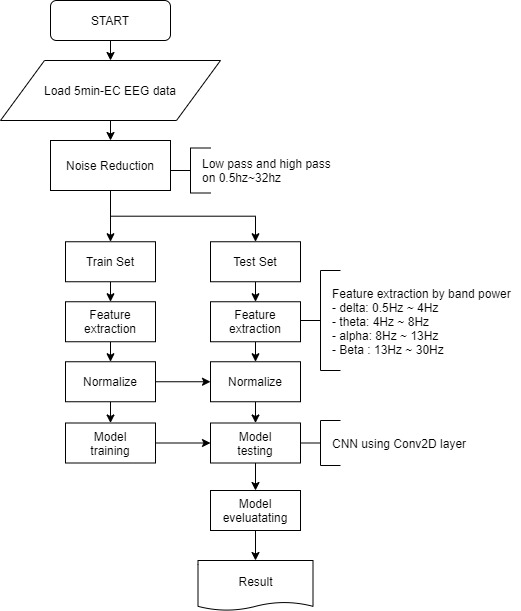 START
Load 5min-EC EEG data
Noise Reduction
Low pass and high pass
on 0.5hz~32hz
Train Set
Test Set
Feature
extraction
Feature
extraction
Feature extraction by band power
- delta: 0.5Hz ~ 4Hz
- theta: 4Hz ~ 8Hz
- alpha: 8Hz ~ 13Hz
- Beta : 13Hz ~ 30Hz
Normalize
Normalize
Model
training
Model
testing
CNN using Conv2D layer
Model
eveluatating
Result